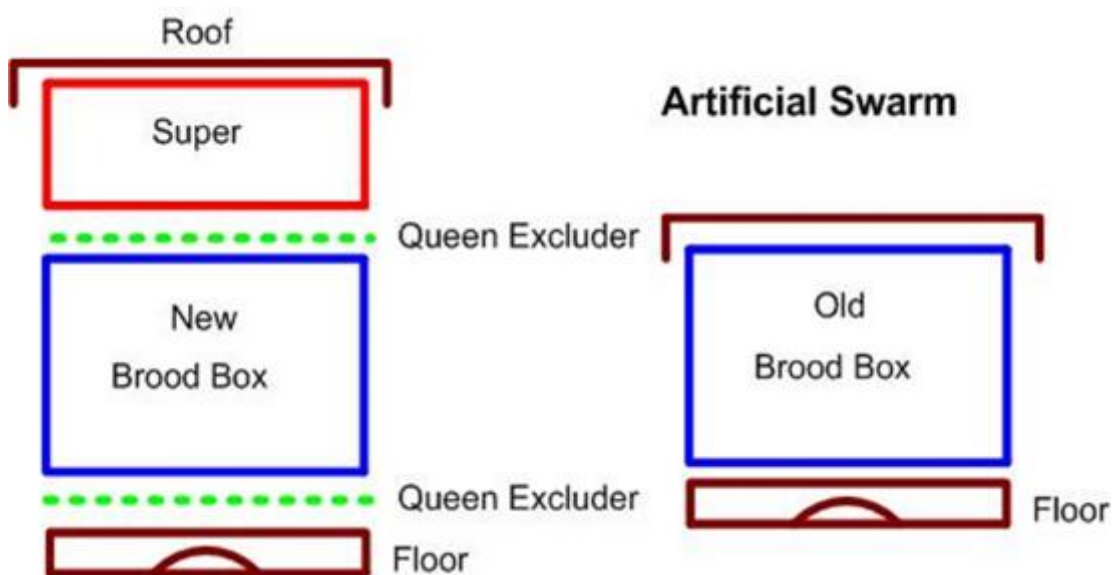 Roof
Super
Artificial Swarm
Queen Excluder
New
Brood Box
Old
Brood Box
Queen Excluder
Floor
Floor